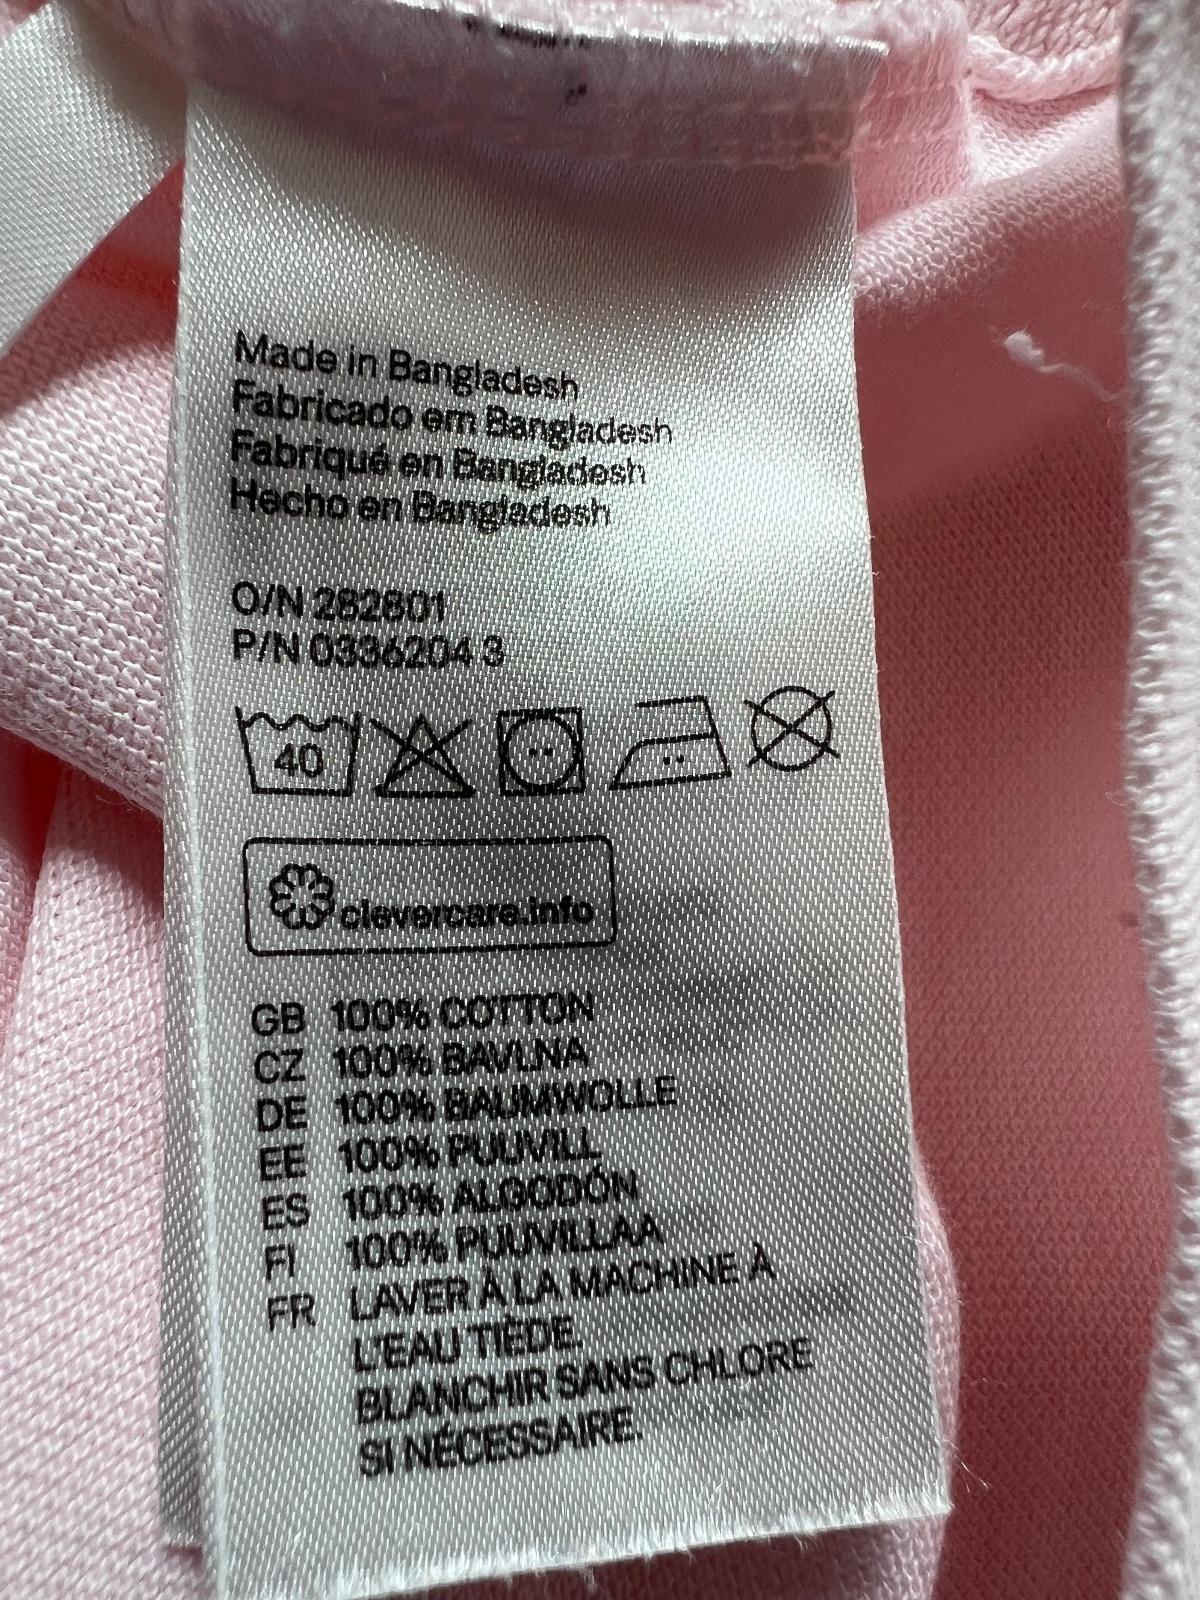 Made in Bangladesh
Fabricado em Bangladesh
Fabriqué en Bangladesh
Hecho en Bangladesh
O/N 282801
P/N 0336204 3
40
clevercare.info
GB 100% COTTON
CZ 100% BAVLNA
DE 100% BAUMWOLLE
EE 100% PUUVILL
ES 100% ALGODÓN
FI 100% PUUVILLAA
FR LAVER À LA MACHINE À
L'EAU TIÈDE.
BLANCHIR SANS CHLORE
SI NÉCESSAIRE.